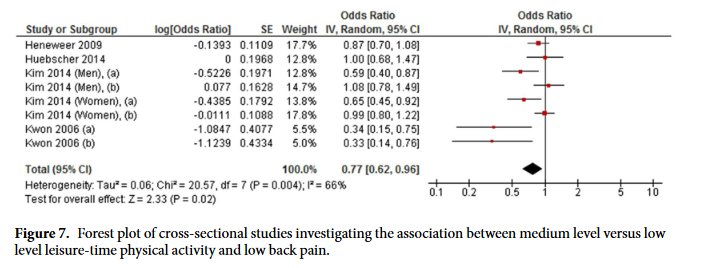 Odds Ratio Odds Ratio
Study or Subgroup log[Odds Ratio] SE Weight IV, Random, 95% CI IV, Random, 95% CI
Heneweer 2009 -0.1393 0.1109 17.7% 0.87 [0.70, 1.08]
Huebscher 2014 0 0.1968 12.8% 1.00 [0.68, 1.47]
Kim 2014 (Men), (a) -0.5226 0.1971 12.8% 0.59 [0.40, 0.87]
Kim 2014 (Men), (b) 0.077 0.1628 14.7% 1.08 [0.78, 1.49]
Kim 2014 (Women), (a) -0.4385 0.1792 13.8% 0.65 [0.45, 0.92]
Kim 2014 (Women), (b) -0.0111 0.1088 17.8% 0.99 [0.80, 1.22]
Kwon 2006 (a) -1.0847 0.4077 5.5% 0.34 [0.15, 0.75]
Kwon 2006 (b) -1.1239 0.4334 5.0% 0.33 [0.14, 0.76]
Total (95% CI) 100.0% 0.77 [0.62, 0.96]
Heterogeneity: Tau² = 0.06; Chi² = 20.57, df = 7 (P = 0.004); I² = 66%
Test for overall effect: Z = 2.33 (P = 0.02)
0.1 0.2 0.5 1 2 5 10
Figure 7. Forest plot of cross-sectional studies investigating the association between medium level versus low
level leisure-time physical activity and low back pain.